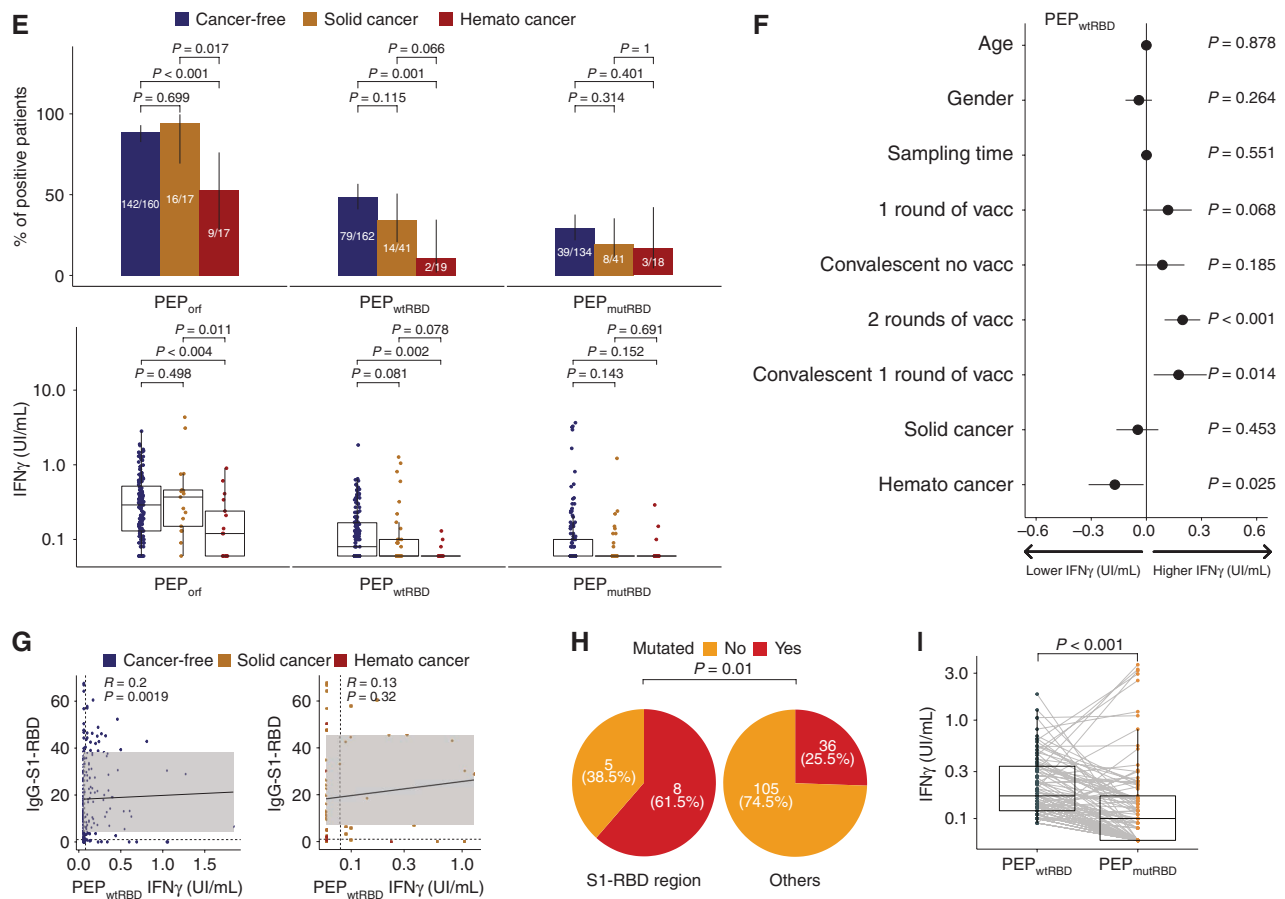 E
Cancer-free Solid cancer Hemato cancer
% of positive patients
100
50
0
P = 0.017
P < 0.001
P = 0.699
P = 0.066
P = 0.001
P = 0.115
P = 1
P = 0.401
P = 0.314
142/160
16/17
9/17
79/162
14/41
2/19
39/134
8/41
3/18
PEPorf
PEPwtRBD
PEPmutRBD
IFNγ (UI/mL)
10.0
1.0
0.1
P = 0.011
P < 0.004
P = 0.498
P = 0.078
P = 0.002
P = 0.081
P = 0.691
P = 0.152
P = 0.143
PEPorf
PEPwtRBD
PEPmutRBD
F
PEPwtRBD
Age P = 0.878
Gender P = 0.264
Sampling time P = 0.551
1 round of vacc P = 0.068
Convalescent no vacc P = 0.185
2 rounds of vacc P < 0.001
Convalescent 1 round of vacc P = 0.014
Solid cancer P = 0.453
Hemato cancer P = 0.025
−0.6 −0.3 0.0 0.3 0.6
Lower IFNγ (UI/mL) Higher IFNγ (UI/mL)
G
Cancer-free Solid cancer Hemato cancer
IgG-S1-RBD
60
40
20
0
R = 0.2
P = 0.0019
0.1 0.5 1.0 1.5
PEPwtRBD IFNγ (UI/mL)
IgG-S1-RBD
60
40
20
0
R = 0.13
P = 0.32
0.1 0.3 1.0
PEPwtRBD IFNγ (UI/mL)
H
Mutated No Yes
P = 0.01
5
(38.5%)
8
(61.5%)
36
(25.5%)
105
(74.5%)
S1-RBD region
Others
I
P < 0.001
IFNγ (UI/mL)
3.0
1.0
0.3
0.1
PEPwtRBD PEPmutRBD